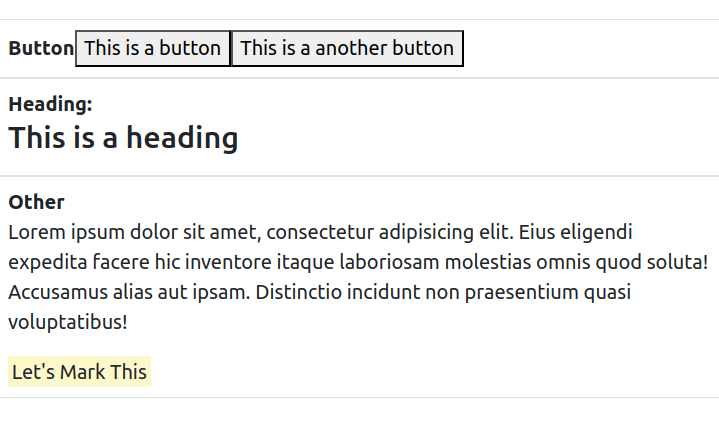 Button This is a button This is a another button
Heading:
This is a heading
Other
Lorem ipsum dolor sit amet, consectetur adipisicing elit. Eius eligendi
expedita facere hic inventore itaque laboriosam molestias omnis quod soluta!
Accusamus alias aut ipsam. Distinctio incidunt non praesentium quasi
voluptatibus!
Let's Mark This